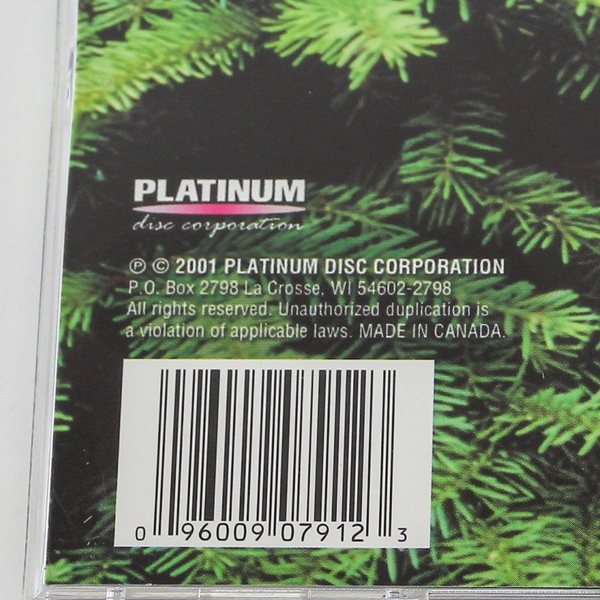 PLATINUM
disc corporation
℗ © 2001 PLATINUM DISC CORPORATION
P.O. Box 2798 La Crosse, WI 54602-2798
All rights reserved. Unauthorized duplication is
a violation of applicable laws. MADE IN CANADA.
0 96009 07912 3